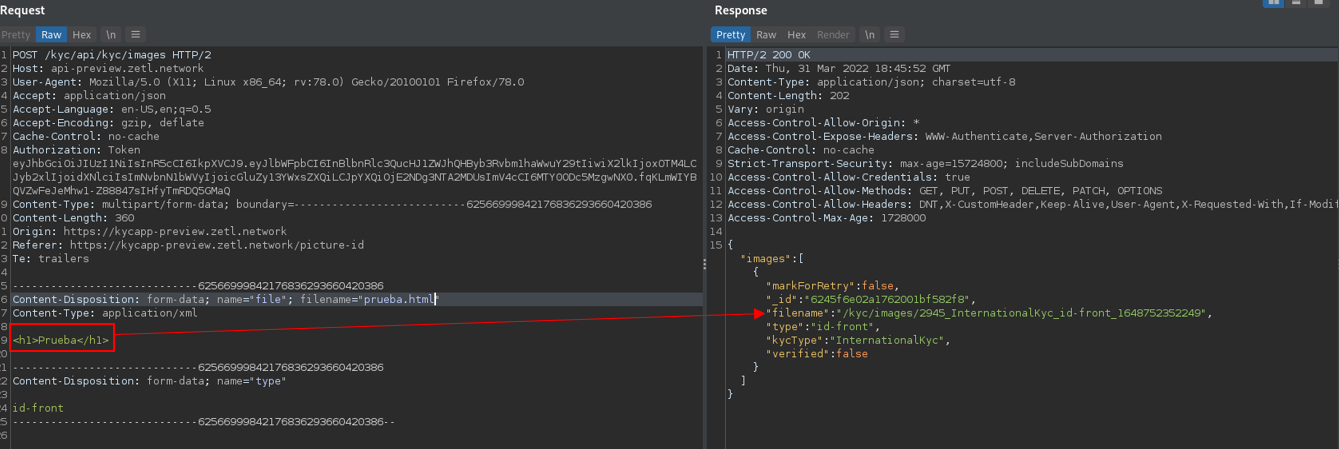 Request
Pretty Raw Hex \n
1 POST /kyc/api/kyc/images HTTP/2
2 Host: api-preview.zetl.network
3 User-Agent: Mozilla/5.0 (X11; Linux x86_64; rv:78.0) Gecko/20100101 Firefox/78.0
4 Accept: application/json
5 Accept-Language: en-US,en;q=0.5
6 Accept-Encoding: gzip, deflate
7 Cache-Control: no-cache
8 Authorization: Token
9 Content-Type: multipart/form-data; boundary=---------------------------62566999842176836293660420386
0 Content-Length: 360
1 Origin: https://kycapp-preview.zetl.network
2 Referer: https://kycapp-preview.zetl.network/picture-id
3 Te: trailers
4
5 -----------------------------62566999842176836293660420386
6 Content-Disposition: form-data; name="file"; filename="prueba.html"
7 Content-Type: application/xml
8
9 <h1>Prueba</h1>
20
1 -----------------------------62566999842176836293660420386
2 Content-Disposition: form-data; name="type"
23
24 id-front
5 -----------------------------62566999842176836293660420386--
26
Response
Pretty Raw Hex Render \n
1 HTTP/2 200 OK
2 Date: Thu, 31 Mar 2022 18:45:52 GMT
3 Content-Type: application/json; charset=utf-8
4 Content-Length: 202
5 Vary: origin
6 Access-Control-Allow-Origin: *
7 Access-Control-Expose-Headers: WWW-Authenticate,Server-Authorization
8 Cache-Control: no-cache
9 Strict-Transport-Security: max-age=15724800; includeSubDomains
10 Access-Control-Allow-Credentials: true
11 Access-Control-Allow-Methods: GET, PUT, POST, DELETE, PATCH, OPTIONS
12 Access-Control-Allow-Headers: DNT,X-CustomHeader,Keep-Alive,User-Agent,X-Requested-With,If-Modif
13 Access-Control-Max-Age: 1728000
14
15 {
"images":[
{
"markForRetry":false,
"_id":"6245f6e02a1762001bf582f8",
"filename":"/kyc/images/2945_InternationalKyc_id-front_1648752352249",
"type":"id-front",
"kycType":"InternationalKyc",
"verified":false
}
]
}